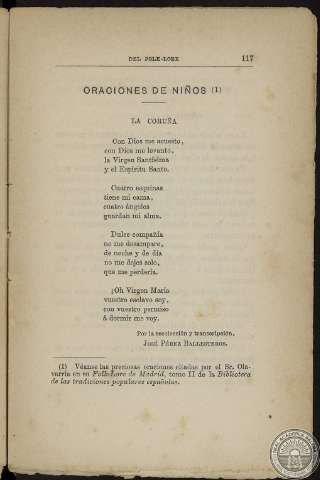 DEL FOLK-LORE 117
ORACIONES DE NIÑOS (1)
LA CORUÑA
Con Dios me acuesto,
con Dios me levanto,
la Virgen Santísima
y el Espíritu Santo.
Cuatro esquinas
tiene mi cama,
cuatro ángeles
guardan mi alma.
Dulce compañía
no me desampare,
de noche y de día
no me dejes solo,
que me perdería.
¡Oh Virgen María
vuestro esclavo soy,
con vuestro permiso
á dormir me voy.
Por la recolección y transcripción,
JOSÉ PÉREZ BALLESTEROS.
(1) Véanse las preciosas oraciones citadas por el Sr. Ola-
varría en su Folk-Lore de Madrid, tomo II de la Biblioteca
de las tradiciones populares españolas.